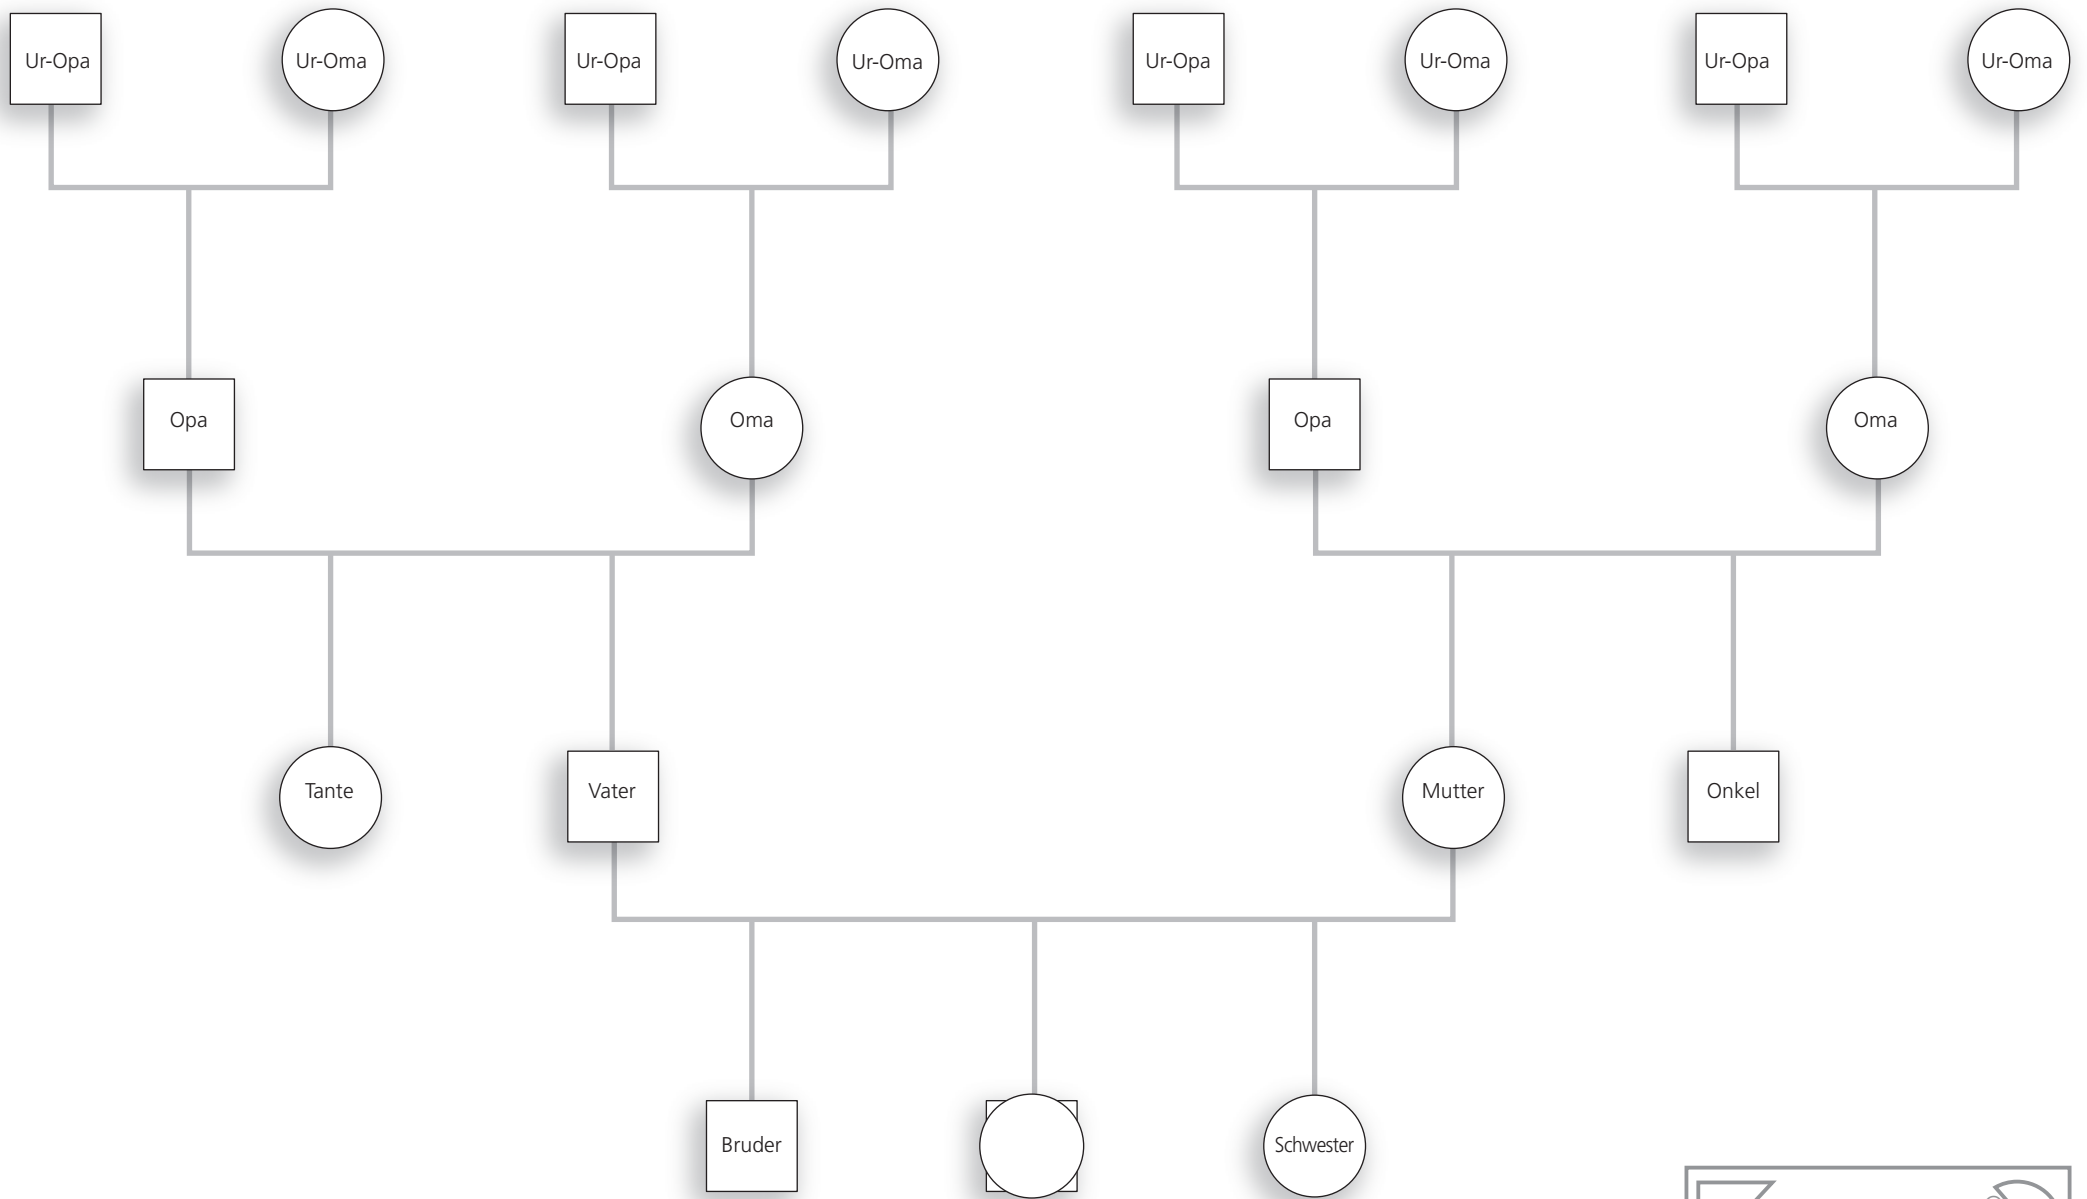 Ur-Opa Ur-Oma Ur-Opa Ur-Oma Ur-Opa Ur-Oma Ur-Opa Ur-Oma
Opa Oma Opa Oma
Tante Vater Mutter Onkel
Bruder Schwester